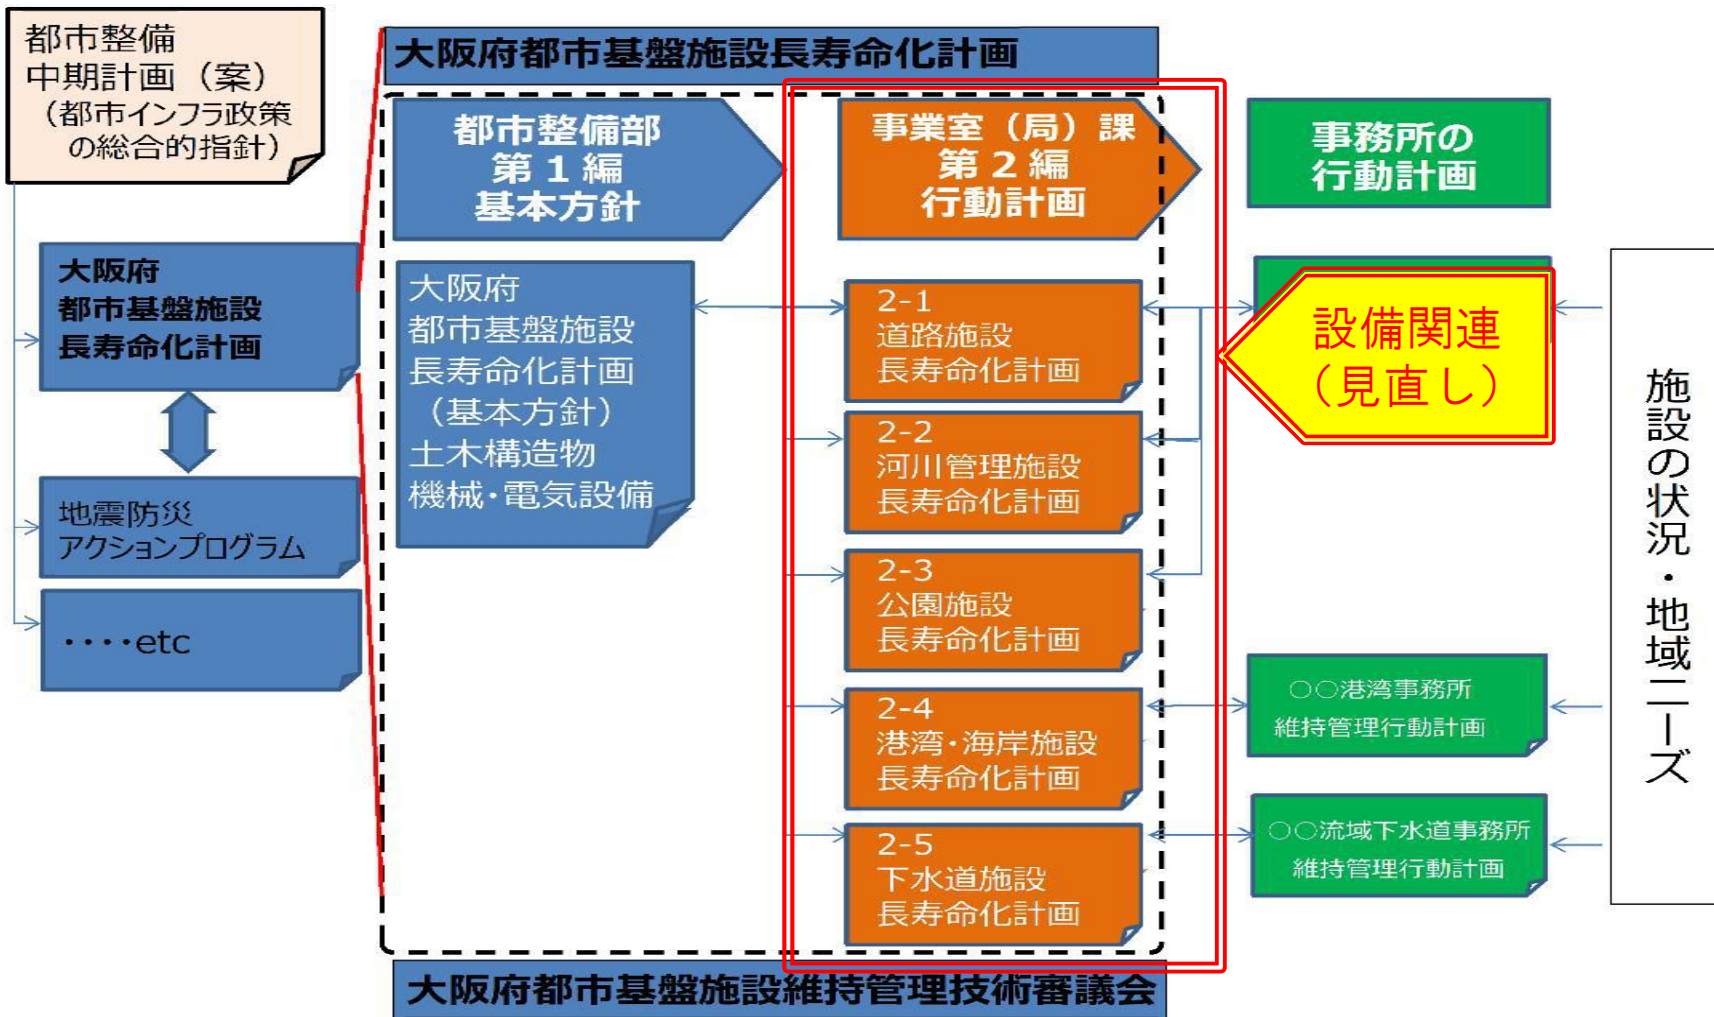 都市整備
中期計画（案）
（都市インフラ政策
の総合的指針）
大阪府
都市基盤施設
長寿命化計画
地震防災
アクションプログラム
・・・・etc
大阪府都市基盤施設長寿命化計画
都市整備部
第１編
基本方針
大阪府
都市基盤施設
長寿命化計画
（基本方針）
土木構造物
機械・電気設備
事業室（局）課
第２編
行動計画
2-1
道路施設
長寿命化計画
2-2
河川管理施設
長寿命化計画
2-3
公園施設
長寿命化計画
2-4
港湾・海岸施設
長寿命化計画
2-5
下水道施設
長寿命化計画
事務所の
行動計画
設備関連
（見直し）
○○港湾事務所
維持管理行動計画
○○流域下水道事務所
維持管理行動計画
施設の状況・地域ニーズ
大阪府都市基盤施設維持管理技術審議会